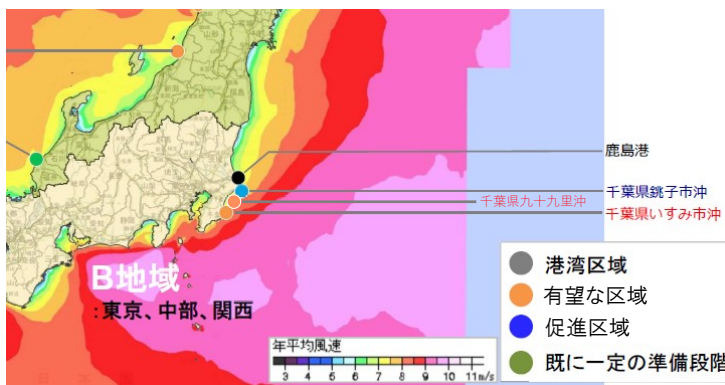 鹿島港
千葉県銚子市沖
千葉県九十九里沖
千葉県いすみ市沖
B地域
:東京、中部、関西
港湾区域
有望な区域
促進区域
既に一定の準備段階
年平均風速
3 4 5 6 7 8 9 10 11m/s